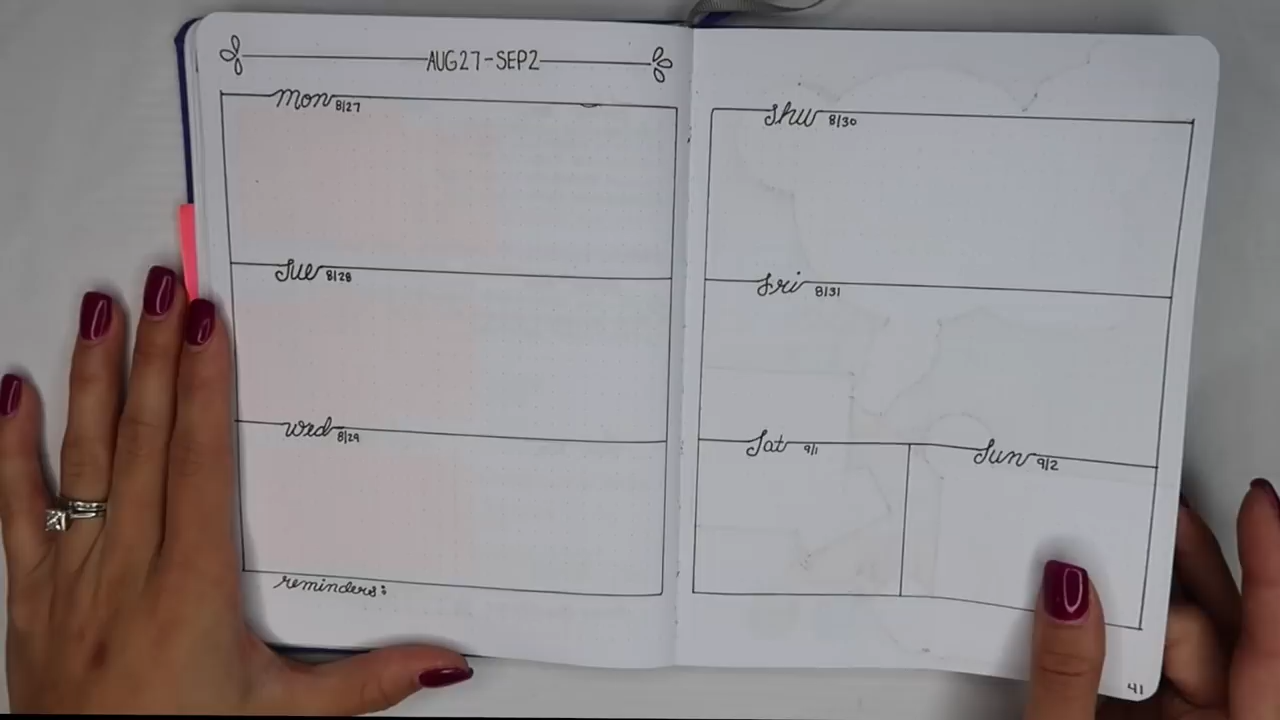 AUG27-SEP2
mon 8/27
Tue 8/28
wed 8/29
reminders:
Thu 8/30
Fri 8/31
Sat 9/1
Sun 9/2
41